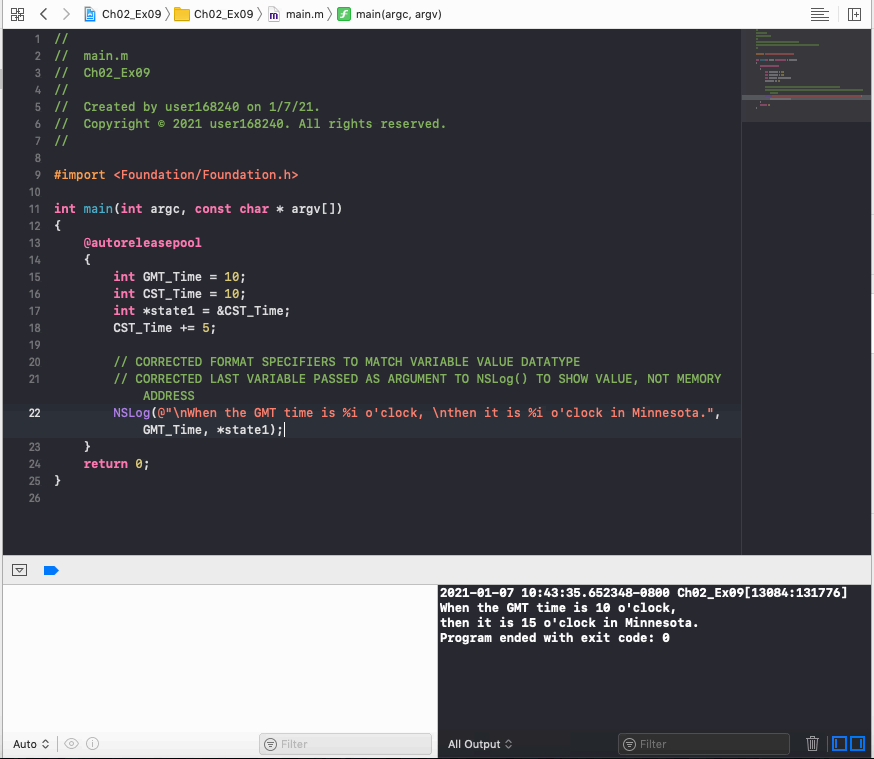 Ch02_Ex09 Ch02_Ex09 m main.m f main(argc, argv)
1 //
2 // main.m
3 // Ch02_Ex09
4 //
5 // Created by user168240 on 1/7/21.
6 // Copyright © 2021 user168240. All rights reserved.
7 //
8
9 #import <Foundation/Foundation.h>
10
11 int main(int argc, const char * argv[])
12 {
13 @autoreleasepool
14 {
15 int GMT_Time = 10;
16 int CST_Time = 10;
17 int *state1 = &CST_Time;
18 CST_Time += 5;
19
20 // CORRECTED FORMAT SPECIFIERS TO MATCH VARIABLE VALUE DATATYPE
21 // CORRECTED LAST VARIABLE PASSED AS ARGUMENT TO NSLog() TO SHOW VALUE, NOT MEMORY
ADDRESS
22 NSLog(@"\nWhen the GMT time is %i o'clock, \nthen it is %i o'clock in Minnesota.",
GMT_Time, *state1);
23 }
24 return 0;
25 }
26
2021-01-07 10:43:35.652348-0800 Ch02_Ex09[13084:131776]
When the GMT time is 10 o'clock,
then it is 15 o'clock in Minnesota.
Program ended with exit code: 0
Auto Filter All Output Filter